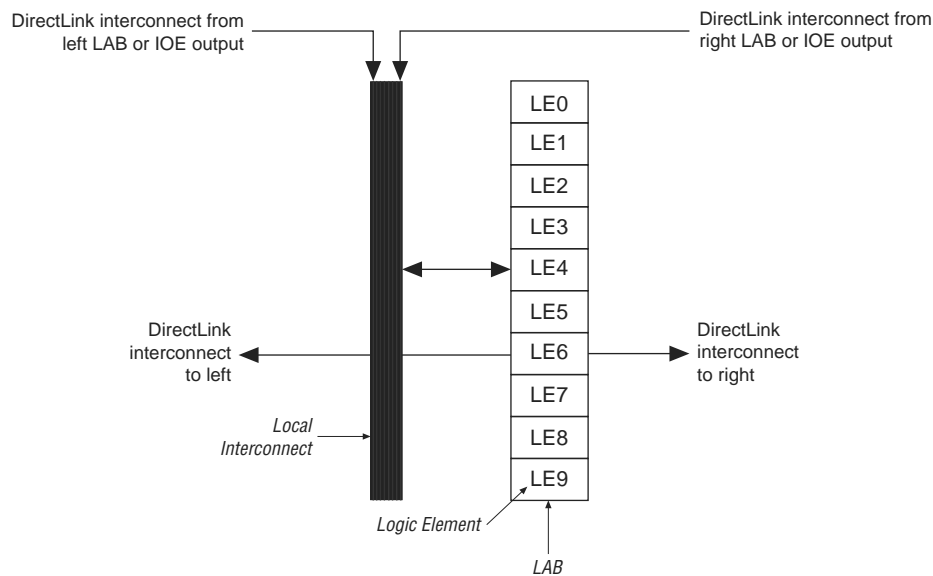 DirectLink interconnect from
left LAB or IOE output
DirectLink interconnect from
right LAB or IOE output
LE0
LE1
LE2
LE3
LE4
LE5
LE6
LE7
LE8
LE9
DirectLink
interconnect
to left
DirectLink
interconnect
to right
Local
Interconnect
Logic Element
LAB